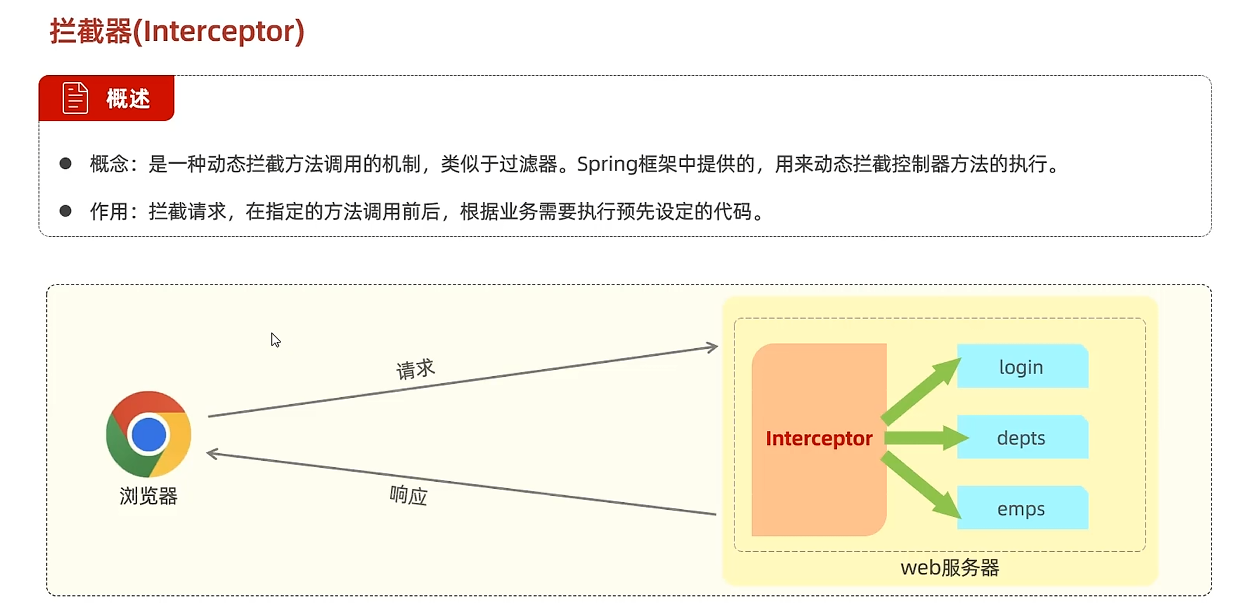 拦截器(Interceptor)
概述
概念：是一种动态拦截方法调用的机制，类似于过滤器。Spring框架中提供的，用来动态拦截控制器方法的执行。
作用：拦截请求，在指定的方法调用前后，根据业务需要执行预先设定的代码。
请求
login
Interceptor
depts
浏览器
响应
emps
web服务器